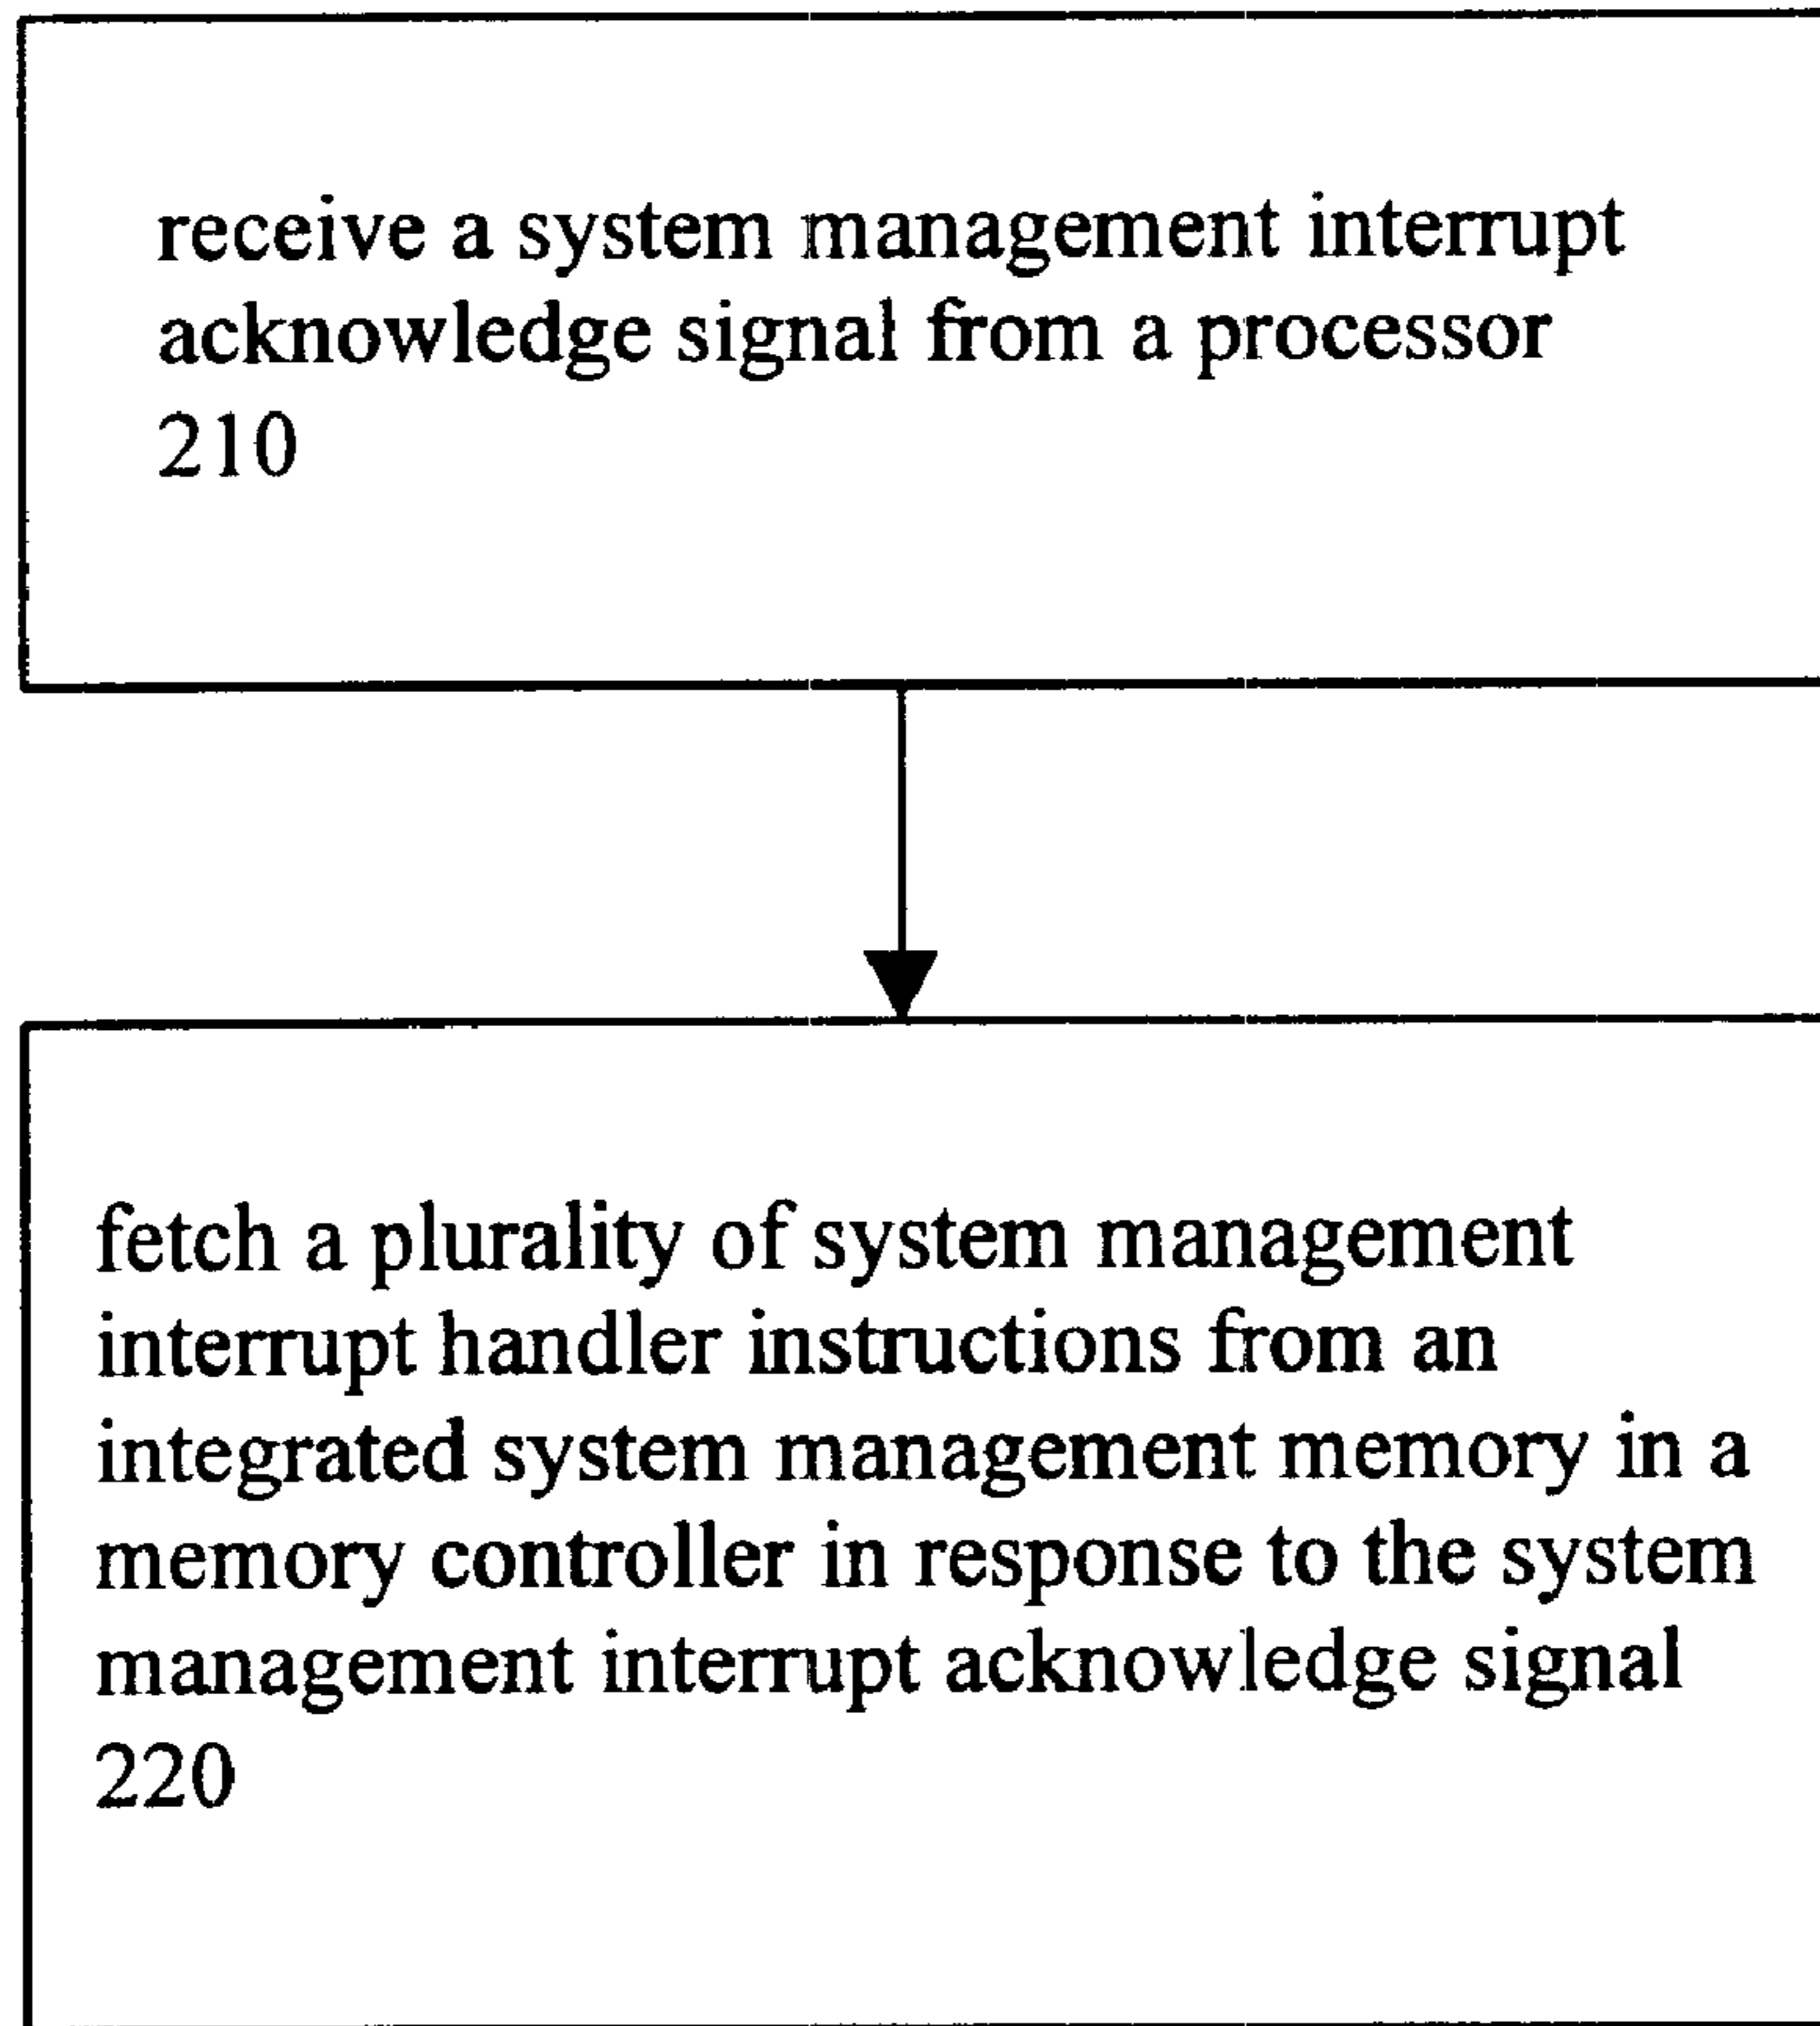 receive a system management interrupt
acknowledge signal from a processor
210
fetch a plurality of system management
interrupt handler instructions from an
integrated system management memory in a
memory controller in response to the system
management interrupt acknowledge signal
220